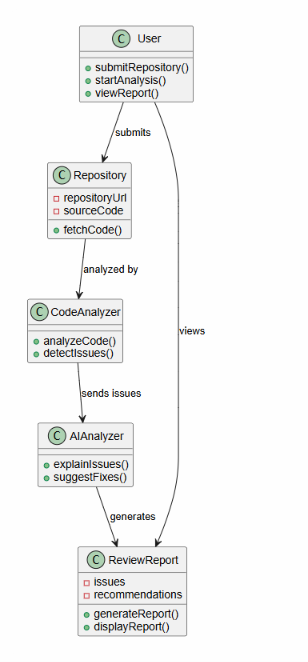 C User
submitRepository()
startAnalysis()
viewReport()
submits
C Repository
repositoryUrl
sourceCode
fetchCode()
analyzed by
C CodeAnalyzer
analyzeCode()
detectIssues()
views
sends issues
C AIAnalyzer
explainIssues()
suggestFixes()
generates
C ReviewReport
issues
recommendations
generateReport()
displayReport()